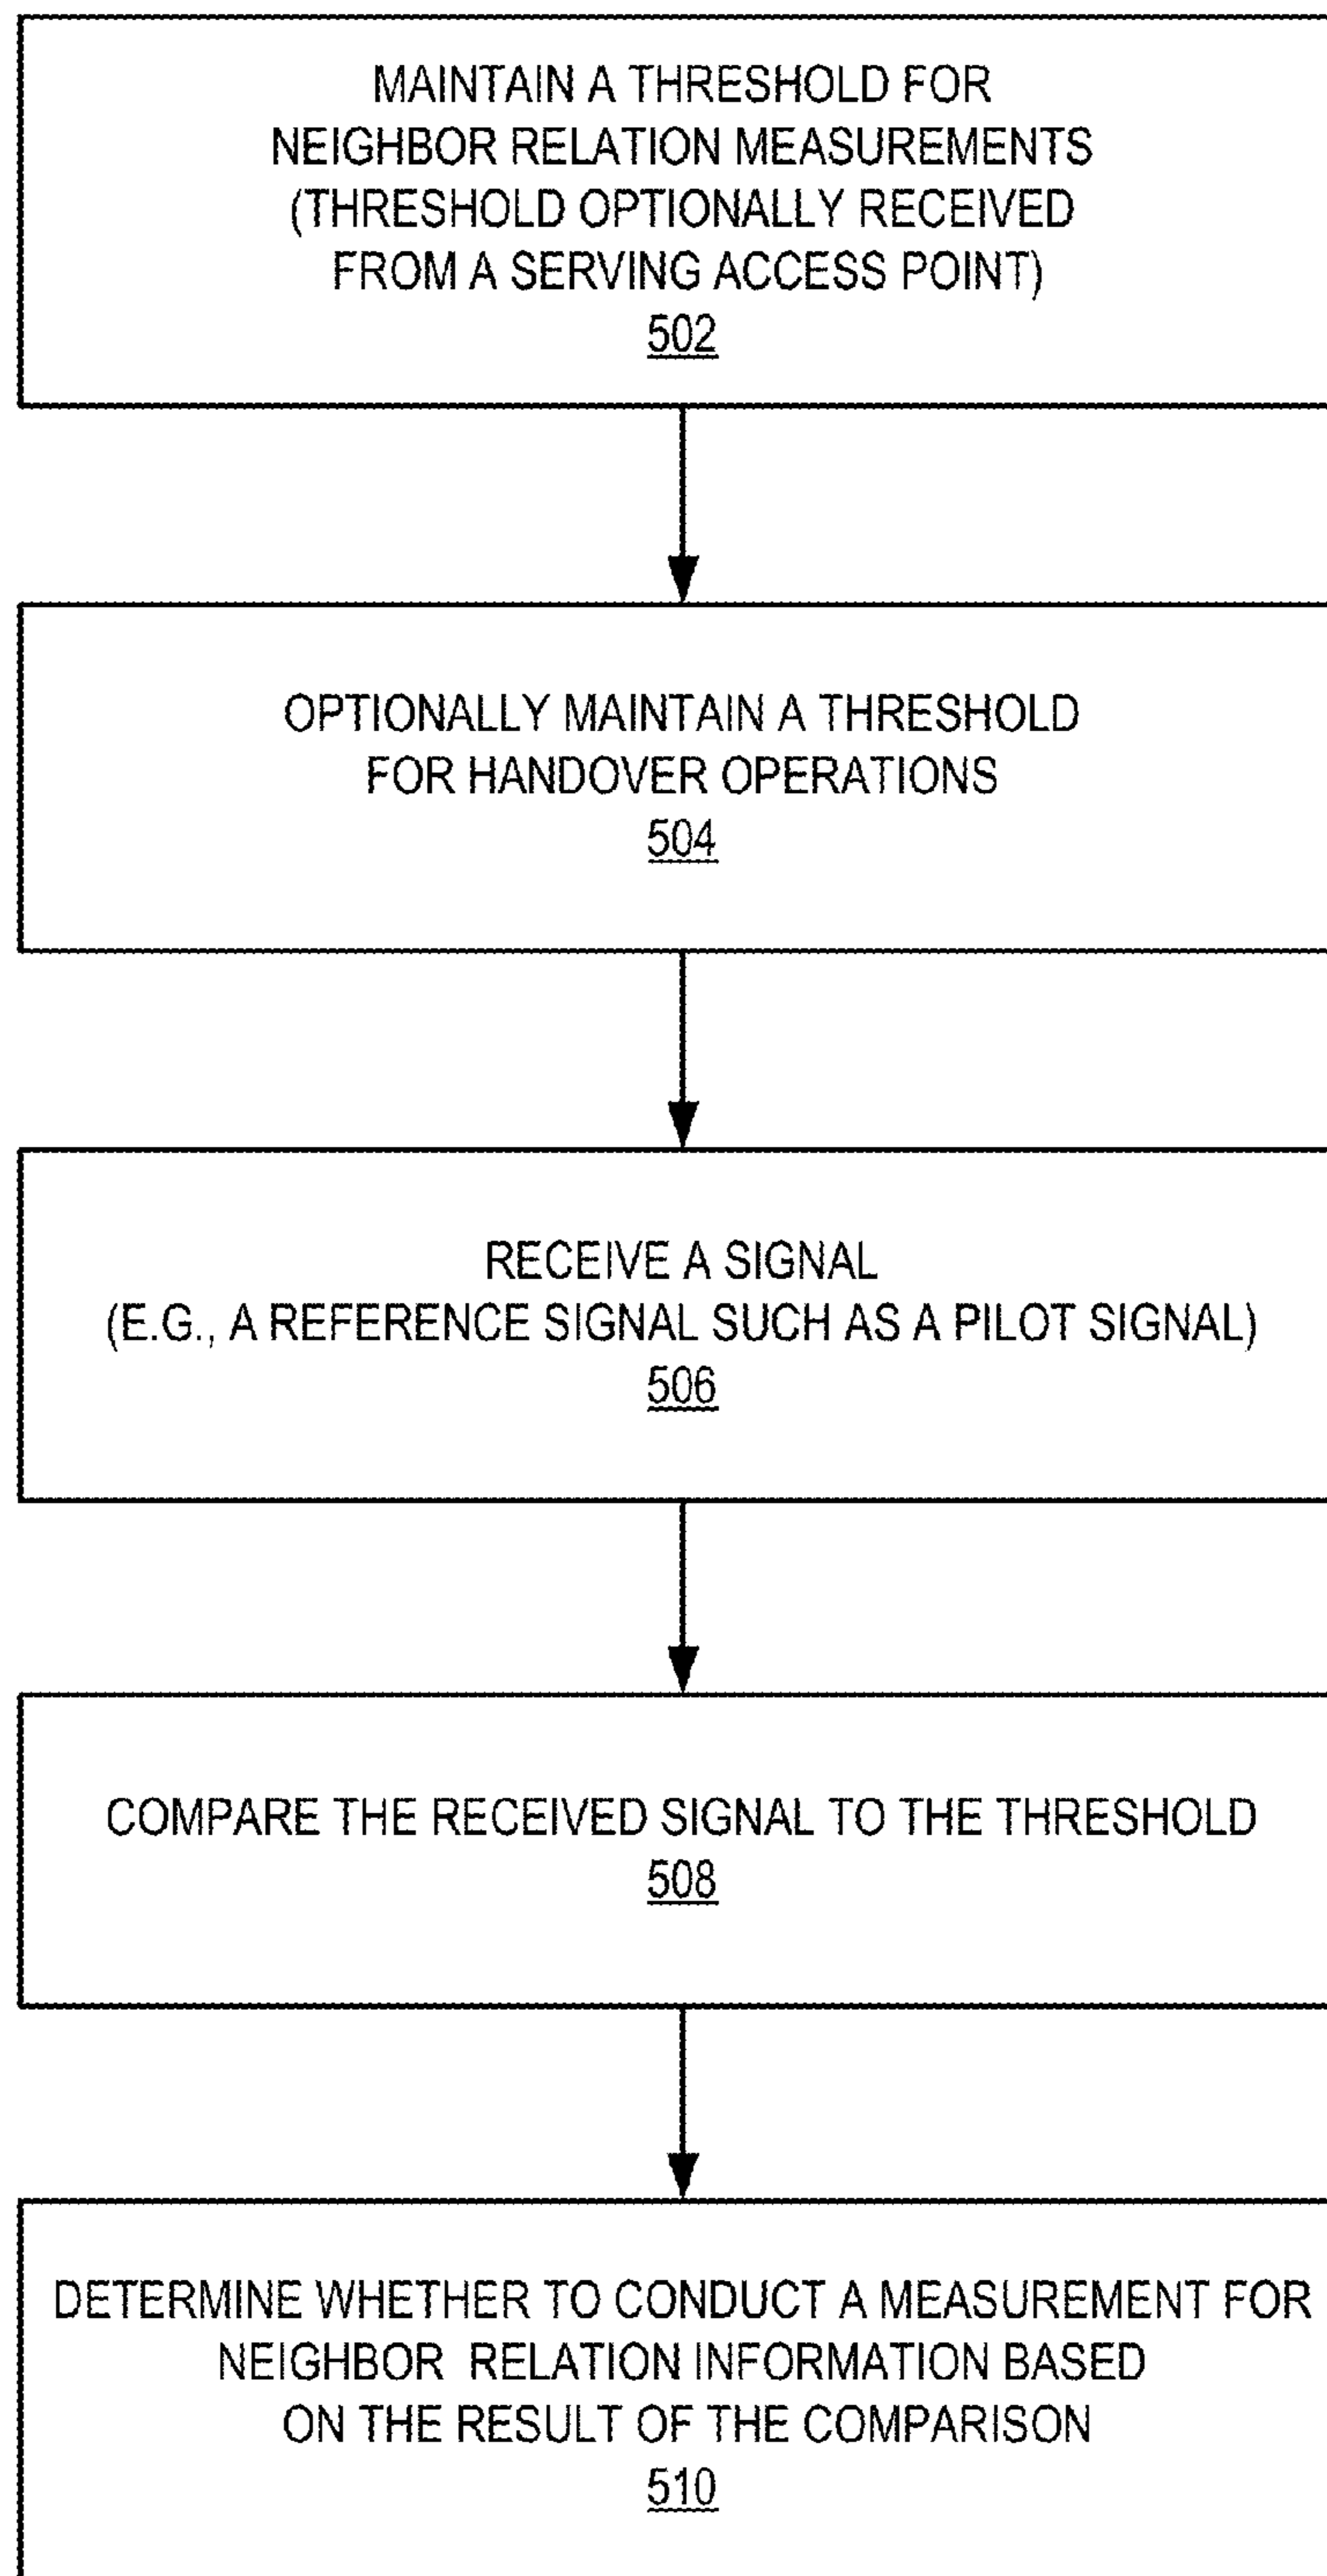 MAINTAIN A THRESHOLD FOR
NEIGHBOR RELATION MEASUREMENTS
(THRESHOLD OPTIONALLY RECEIVED
FROM A SERVING ACCESS POINT)
502
OPTIONALLY MAINTAIN A THRESHOLD
FOR HANDOVER OPERATIONS
504
RECEIVE A SIGNAL
(E.G., A REFERENCE SIGNAL SUCH AS A PILOT SIGNAL)
506
COMPARE THE RECEIVED SIGNAL TO THE THRESHOLD
508
DETERMINE WHETHER TO CONDUCT A MEASUREMENT FOR
NEIGHBOR RELATION INFORMATION BASED
ON THE RESULT OF THE COMPARISON
510